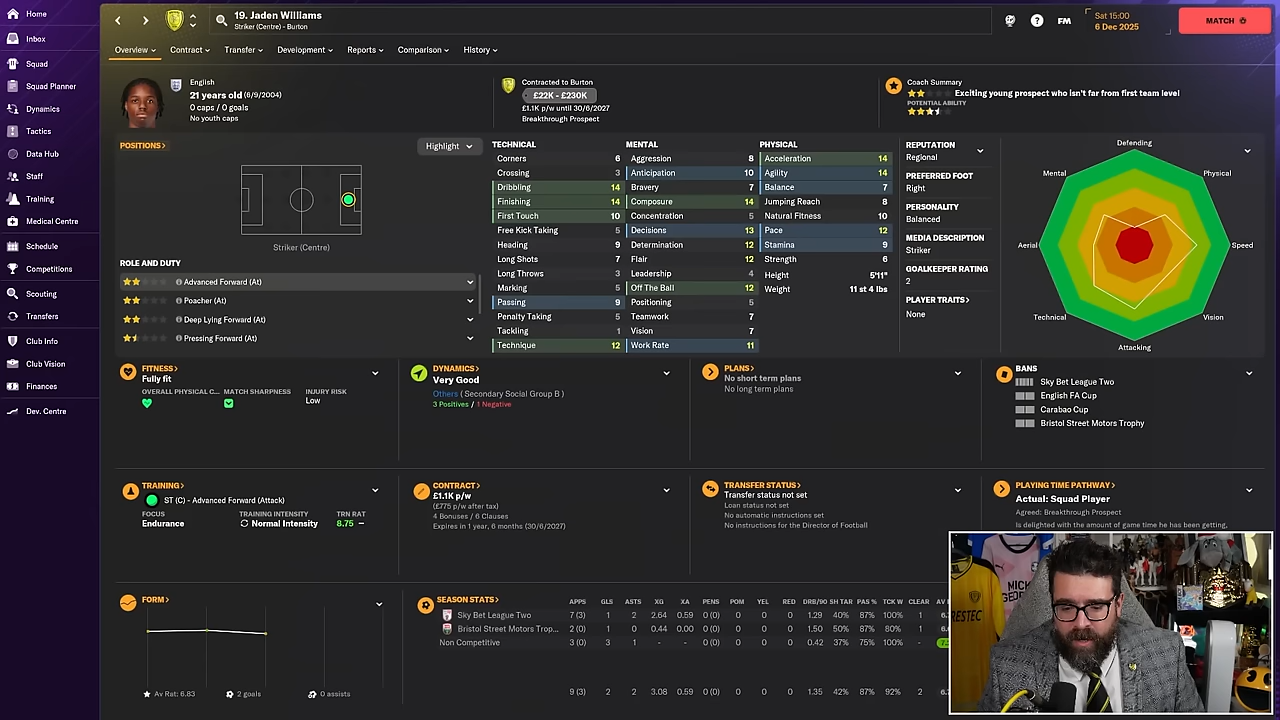 Home
Inbox
Squad
Squad Planner
Dynamics
Tactics
Data Hub
Staff
Training
Medical Centre
Schedule
Competitions
Scouting
Transfers
Club Info
Club Vision
Finances
Dev. Centre
19. Jaden Williams
Striker (Centre) - Burton
FM
Sat 15:00
6 Dec 2025
MATCH
Overview
Contract
Transfer
Development
Reports
Comparison
History
English
21 years old (6/9/2004)
0 caps / 0 goals
No youth caps
Contracted to Burton
£22K - £230K
£1.1K p/w until 30/6/2027
Breakthrough Prospect
Coach Summary
Exciting young prospect who isn't far from first team level
POTENTIAL ABILITY
POSITIONS
Highlight
Striker (Centre)
ROLE AND DUTY
Advanced Forward (At)
Poacher (At)
Deep Lying Forward (At)
Pressing Forward (At)
TECHNICAL
Corners 6
Crossing 3
Dribbling 14
Finishing 14
First Touch 10
Free Kick Taking 5
Heading 9
Long Shots 7
Long Throws 3
Marking 5
Passing 9
Penalty Taking 5
Tackling 1
Technique 12
MENTAL
Aggression 8
Anticipation 10
Bravery 7
Composure 14
Concentration 5
Decisions 13
Determination 12
Flair 12
Leadership 4
Off The Ball 12
Positioning 5
Teamwork 7
Vision 7
Work Rate 11
PHYSICAL
Acceleration 14
Agility 14
Balance 7
Jumping Reach 8
Natural Fitness 10
Pace 12
Stamina 9
Strength 6
Height 5'11"
Weight 11 st 4 lbs
REPUTATION
Regional
PREFERRED FOOT
Right
PERSONALITY
Balanced
MEDIA DESCRIPTION
Striker
GOALKEEPER RATING
2
PLAYER TRAITS
None
Defending
Mental
Physical
Aerial
Speed
Technical
Vision
Attacking
FITNESS
Fully fit
OVERALL PHYSICAL C...
MATCH SHARPNESS
INJURY RISK
Low
DYNAMICS
Very Good
Others ( Secondary Social Group B )
3 Positives / 1 Negative
PLANS
No short term plans
No long term plans
BANS
Sky Bet League Two
English FA Cup
Carabao Cup
Bristol Street Motors Trophy
TRAINING
ST (C) - Advanced Forward (Attack)
FOCUS
Endurance
TRAINING INTENSITY
Normal Intensity
TRN RAT
8.75
CONTRACT
£1.1K p/w
(£775 p/w after tax)
4 Bonuses / 6 Clauses
Expires in 1 year, 6 months (30/6/2027)
TRANSFER STATUS
Transfer status not set
Loan status not set
No automatic instructions set
No instructions for the Director of Football
PLAYING TIME PATHWAY
Actual: Squad Player
Agreed: Breakthrough Prospect
Is delighted with the amount of game time he has been getting,
FORM
Av Rat: 6.83
2 goals
0 assists
SEASON STATS
APPS GLS ASTS XG XA PENS POM YEL RED DRB/90 SH TAR PAS % TCK W CLEAR
Sky Bet League Two 7 (3) 1 2 2.64 0.59 0 (0) 0 0 0 1.29 40% 87% 100% 1
Bristol Street Motors Trop... 2 (0) 1 0 0.44 0.00 0 (0) 0 0 0 1.50 50% 87% 80% 1
Non Competitive 3 (0) 3 1 - - 0 (0) 0 0 0 0.42 37% 75% 100% -
9 (3) 2 2 3.08 0.59 0 (0) 0 0 0 1.35 42% 87% 92% 2